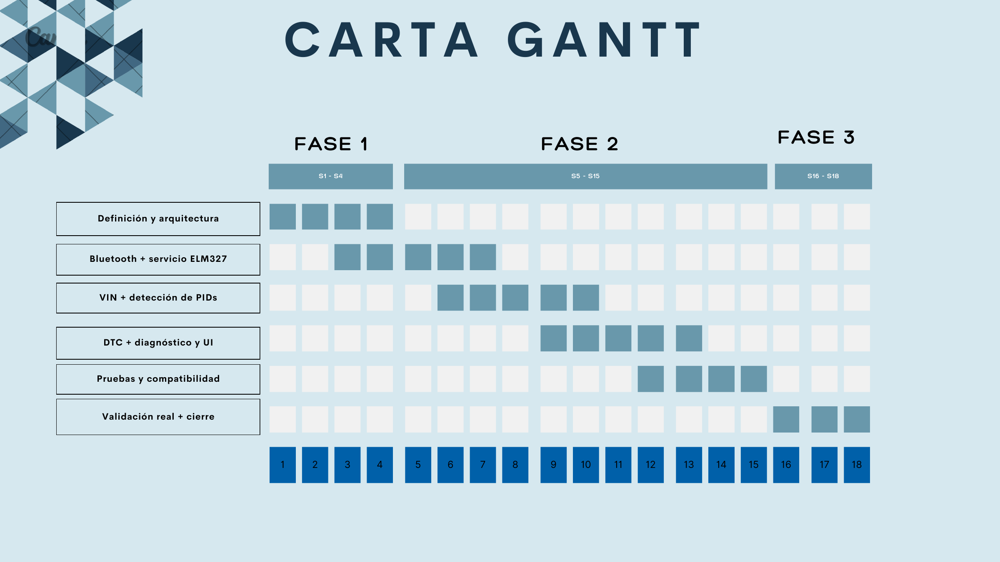 CARTA GANTT
FASE 1
FASE 2
FASE 3
S1 - S4
S5 - S15
S16 - S18
Definición y arquitectura
Bluetooth + servicio ELM327
VIN + detección de PIDs
DTC + diagnóstico y UI
Pruebas y compatibilidad
Validación real + cierre
1 2 3 4 5 6 7 8 9 10 11 12 13 14 15 16 17 18